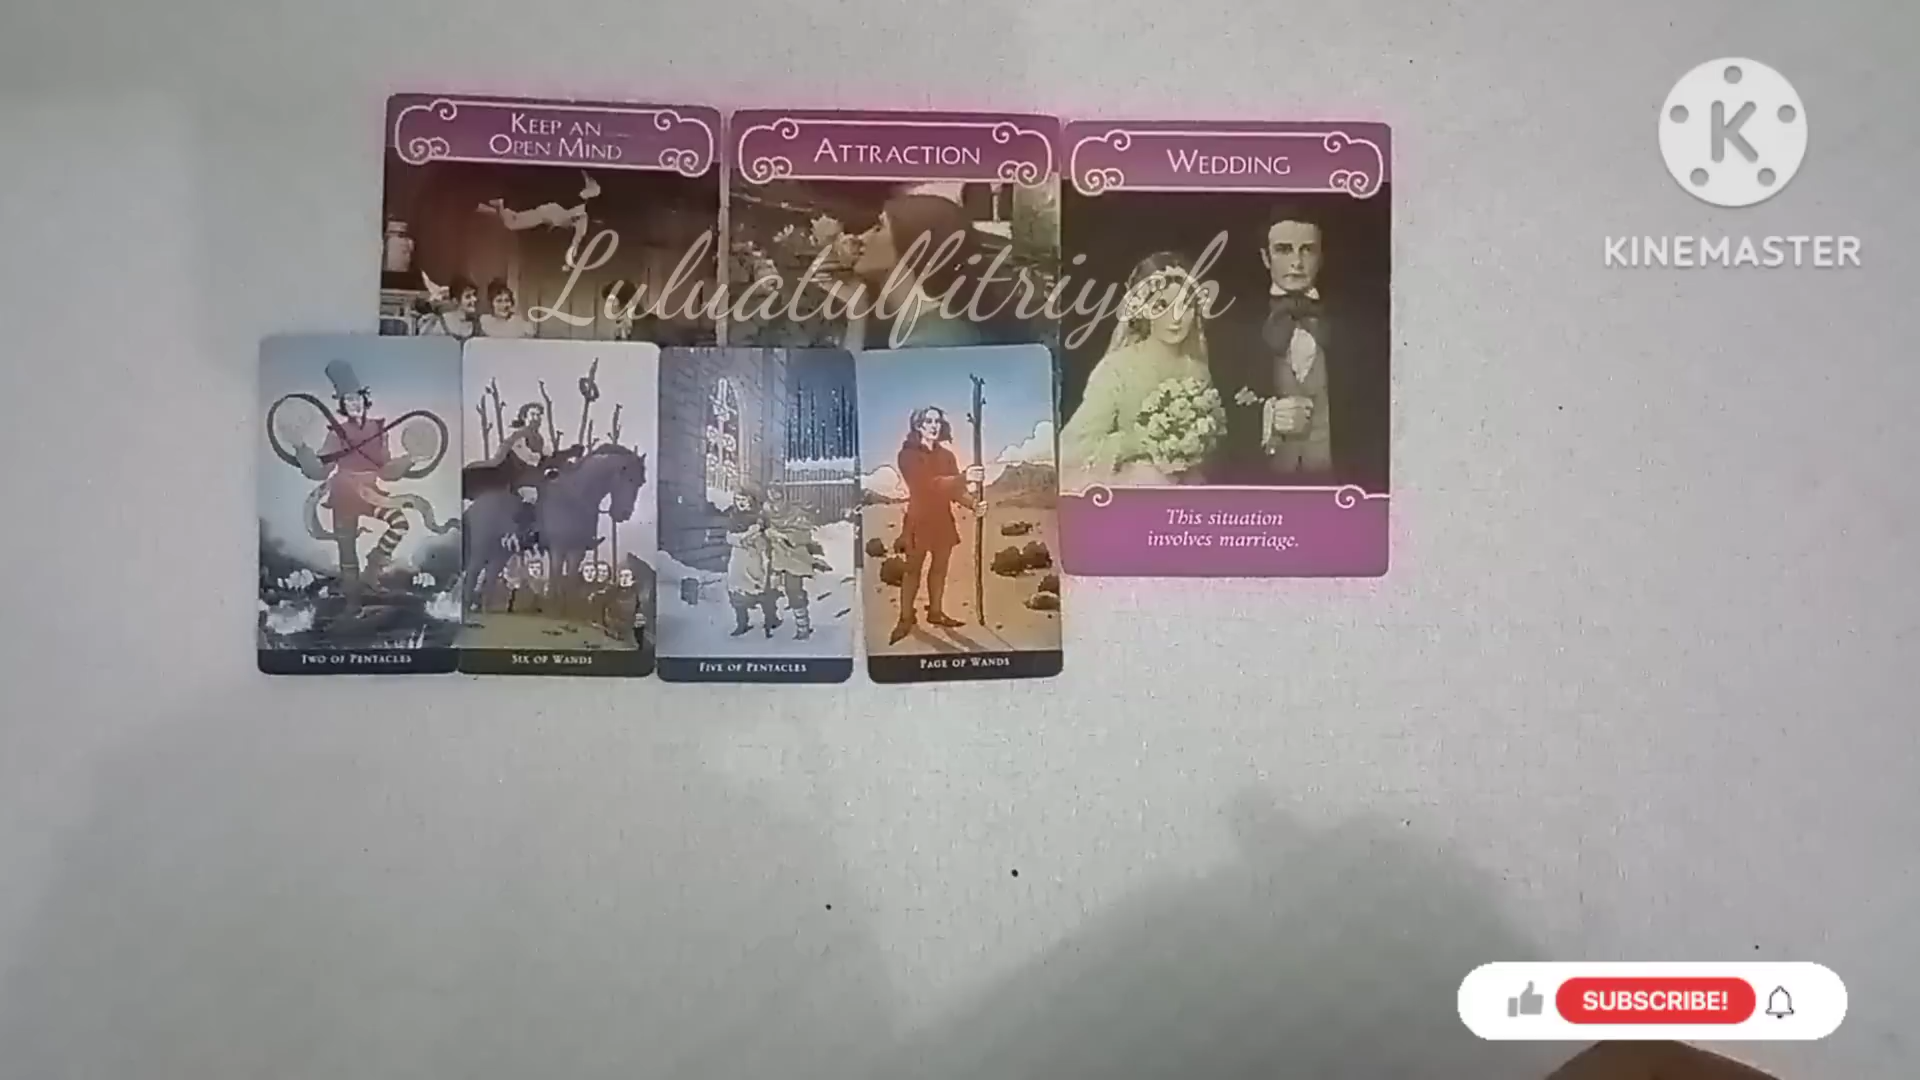 KEEP AN
OPEN MIND
ATTRACTION
WEDDING
K
KINEMASTER
Luluatulfitriyah
This situation
involves marriage.
TWO OF PENTACLES
SIX OF WANDS
FIVE OF PENTACLES
PAGE OF WANDS
SUBSCRIBE!